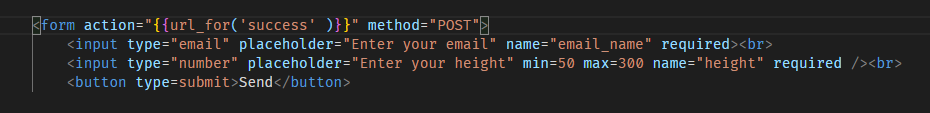 <form action="{{url_for('success' )}}" method="POST">
<input type="email" placeholder="Enter your email" name="email_name" required><br>
<input type="number" placeholder="Enter your height" min=50 max=300 name="height" required /><br>
<button type=submit>Send</button>